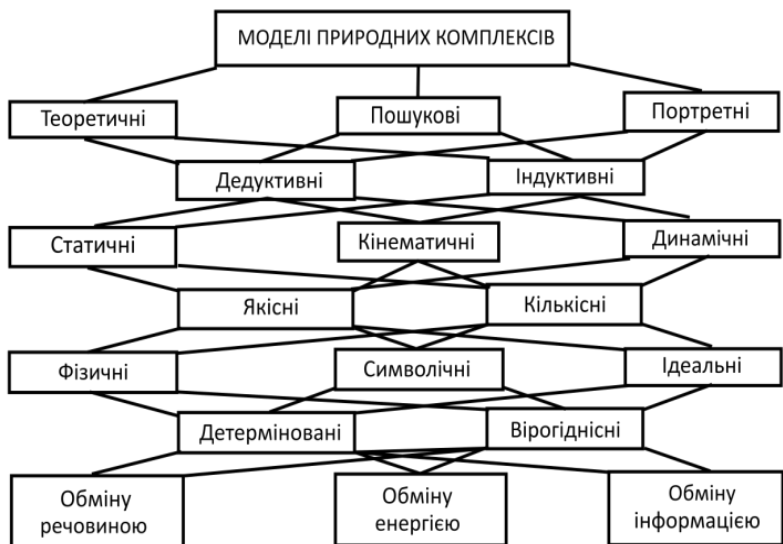 МОДЕЛІ ПРИРОДНИХ КОМПЛЕКСІВ
Теоретичні
Пошукові
Портретні
Дедуктивні
Індуктивні
Статичні
Кінематичні
Динамічні
Якісні
Кількісні
Фізичні
Символічні
Ідеальні
Детерміновані
Вірогіднісні
Обміну
речовиною
Обміну
енергією
Обміну
інформацією